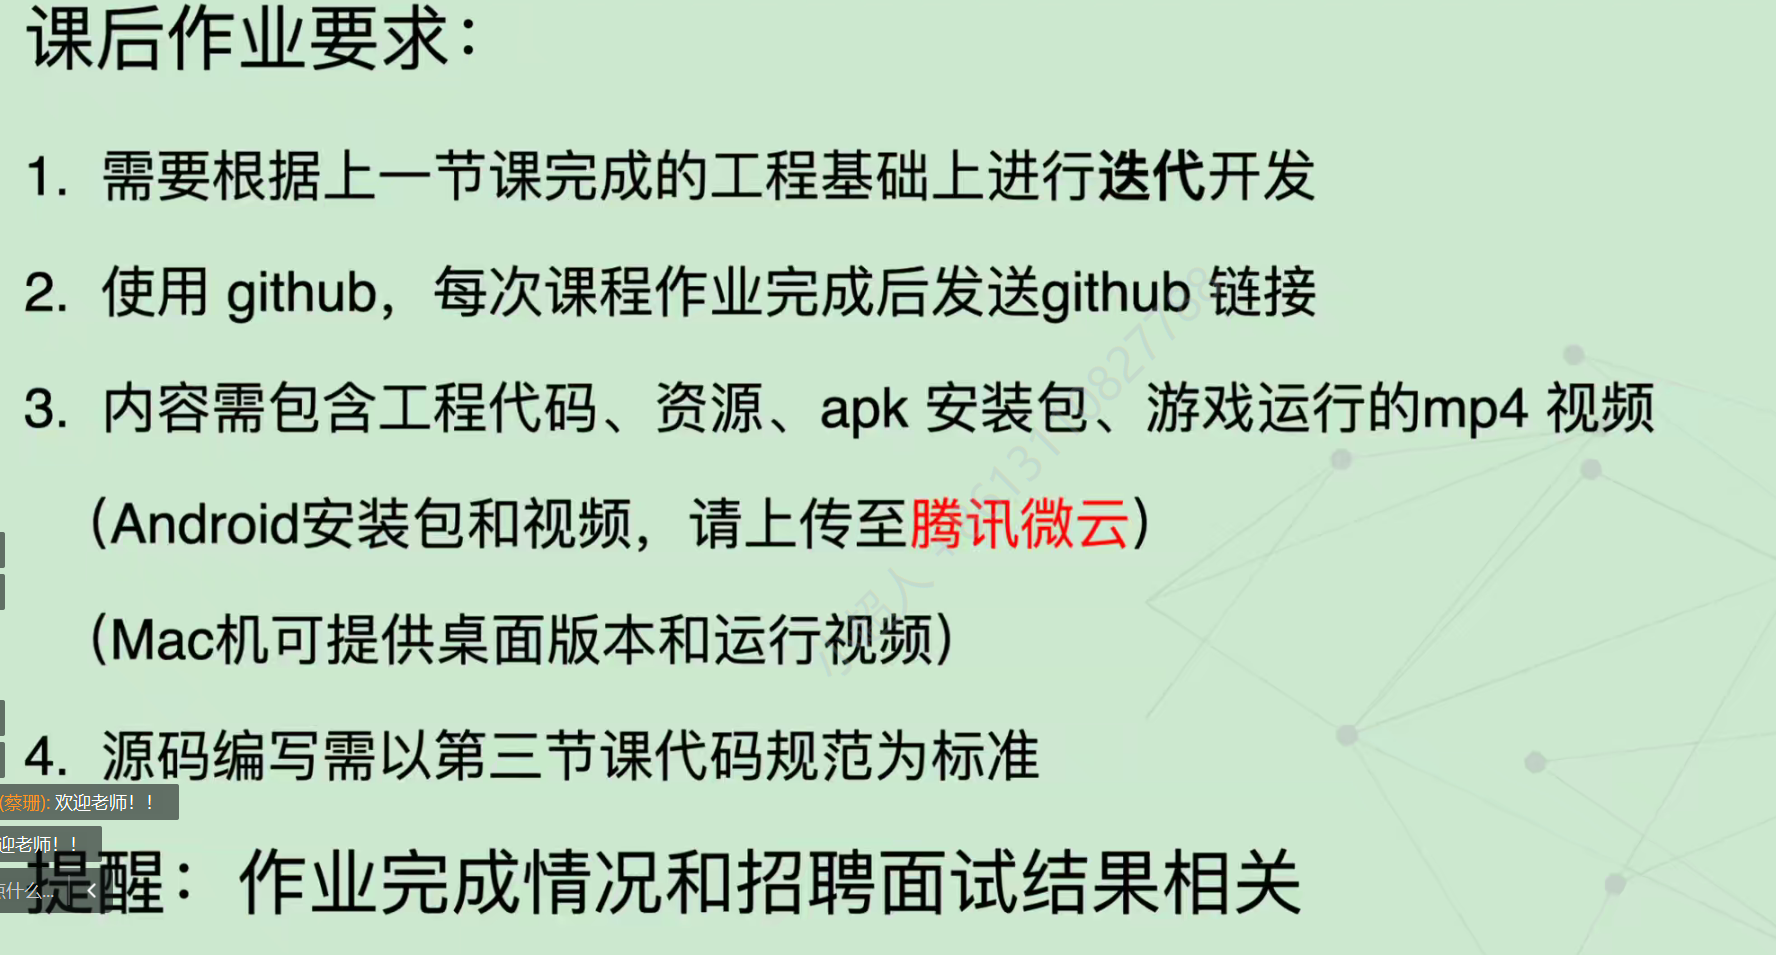 课后作业要求：
1. 需要根据上一节课完成的工程基础上进行迭代开发
2. 使用 github，每次课程作业完成后发送github 链接
3. 内容需包含工程代码、资源、apk 安装包、游戏运行的mp4 视频
（Android安装包和视频，请上传至腾讯微云）
（Mac机可提供桌面版本和运行视频）
4. 源码编写需以第三节课代码规范为标准
(蔡珊): 欢迎老师！！
迎老师！！
什么...
提醒：作业完成情况和招聘面试结果相关